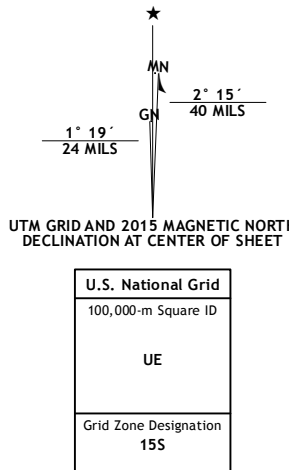 ★
MN
GN
2° 15´
40 MILS
1° 19´
24 MILS
UTM GRID AND 2015 MAGNETIC NORTH
DECLINATION AT CENTER OF SHEET
U.S. National Grid
100,000-m Square ID
UE
Grid Zone Designation
15S